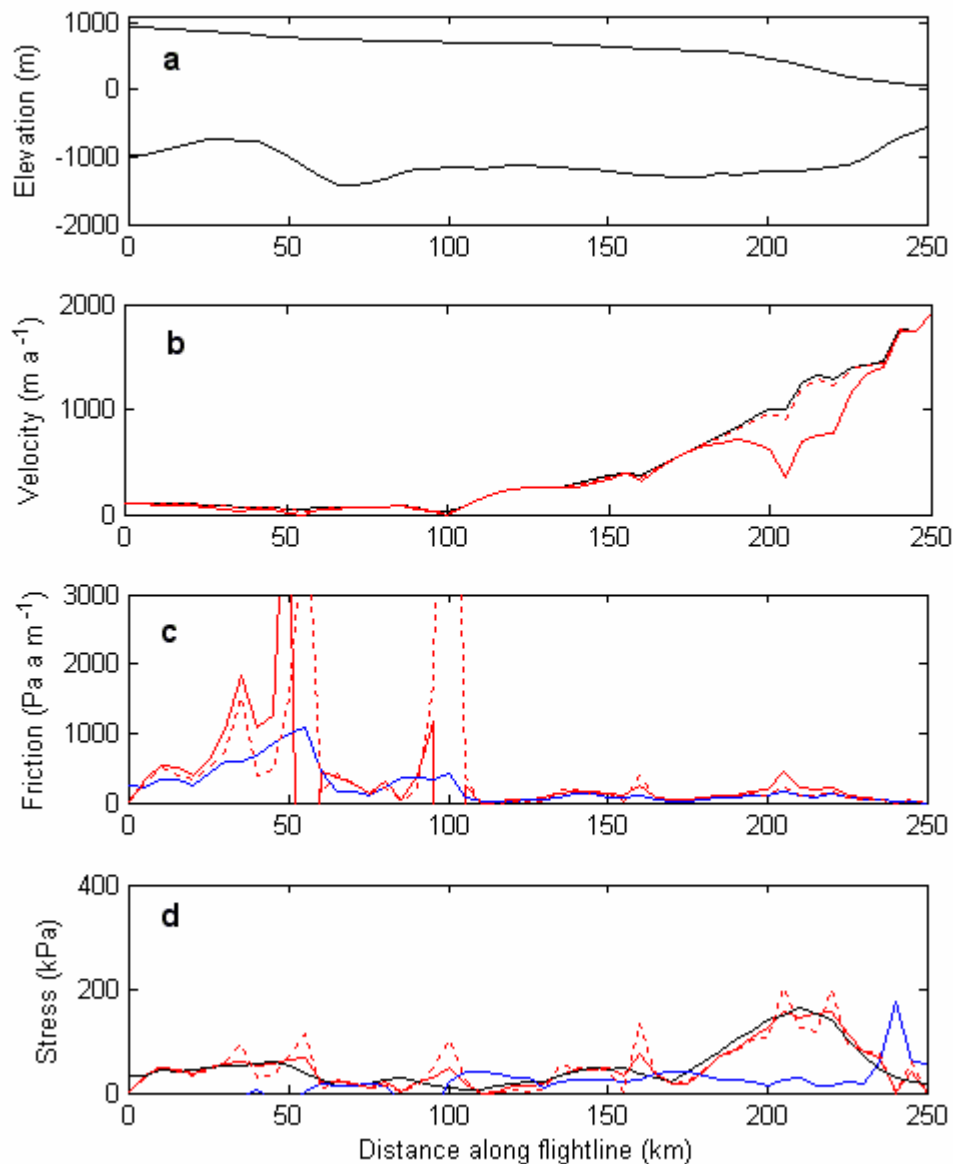 1000
a
0
-1000
-2000
Elevation (m)
0 50 100 150 200 250
2000
b
1000
0
Velocity (m a-1)
0 50 100 150 200 250
3000
c
2000
1000
0
Friction (Pa a m-1)
0 50 100 150 200 250
400
d
200
0
Stress (kPa)
0 50 100 150 200 250
Distance along flightline (km)